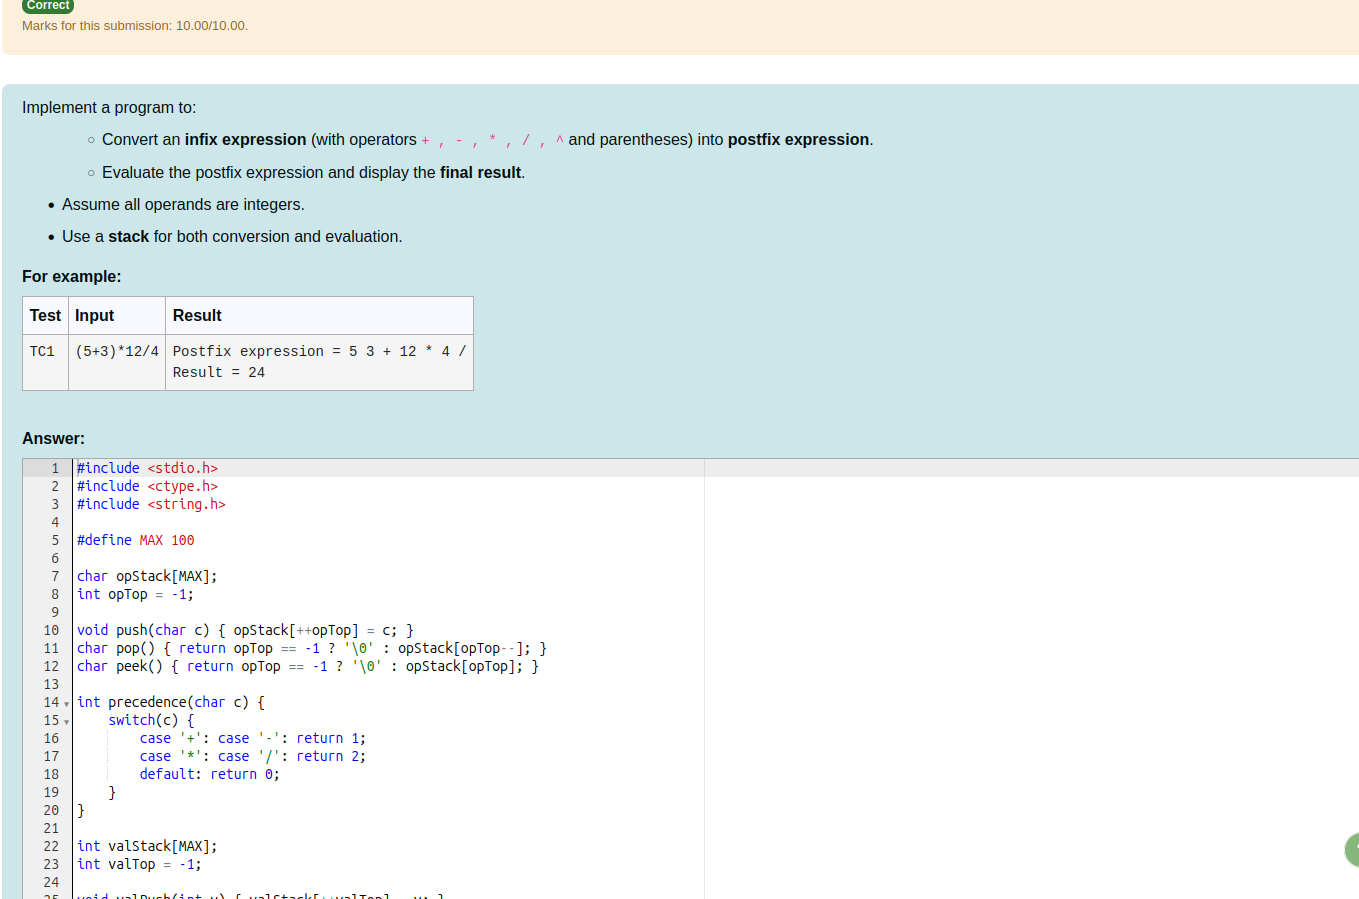 Correct
Marks for this submission: 10.00/10.00.
Implement a program to:
○ Convert an infix expression (with operators + , - , * , / , ^ and parentheses) into postfix expression.
○ Evaluate the postfix expression and display the final result.
• Assume all operands are integers.
• Use a stack for both conversion and evaluation.
For example:
Test Input Result
TC1 (5+3)*12/4 Postfix expression = 5 3 + 12 * 4 /
Result = 24
Answer:
1 #include <stdio.h>
2 #include <ctype.h>
3 #include <string.h>
4
5 #define MAX 100
6
7 char opStack[MAX];
8 int opTop = -1;
9
10 void push(char c) { opStack[++opTop] = c; }
11 char pop() { return opTop == -1 ? '\0' : opStack[opTop--]; }
12 char peek() { return opTop == -1 ? '\0' : opStack[opTop]; }
13
14 int precedence(char c) {
15     switch(c) {
16         case '+': case '-': return 1;
17         case '*': case '/': return 2;
18         default: return 0;
19     }
20 }
21
22 int valStack[MAX];
23 int valTop = -1;
24
25 void valPush(int v) { valStack[++valTop] = v; }